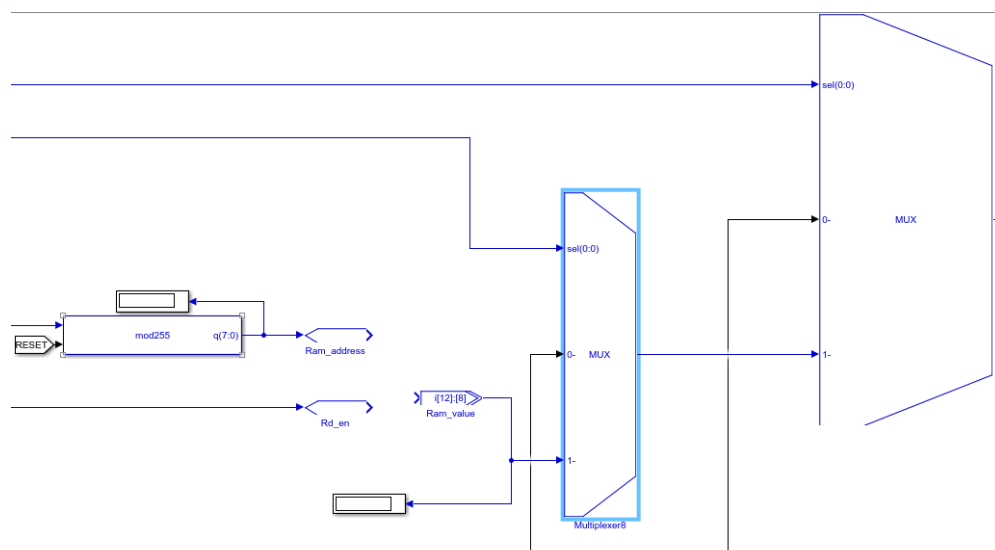 sel(0:0)
0-
MUX
1-
sel(0:0)
0-
MUX
1-
Multiplexer8
mod255
q(7:0)
RESET
Ram_address
Rd_en
i[12]:[8]
Ram_value